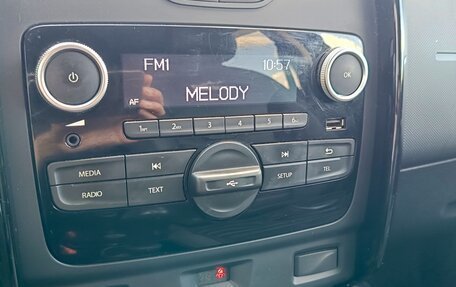 FM1 10:57
AF MELODY
OK
1 2 3 4 5 6
MEDIA
RADIO TEXT SETUP TEL